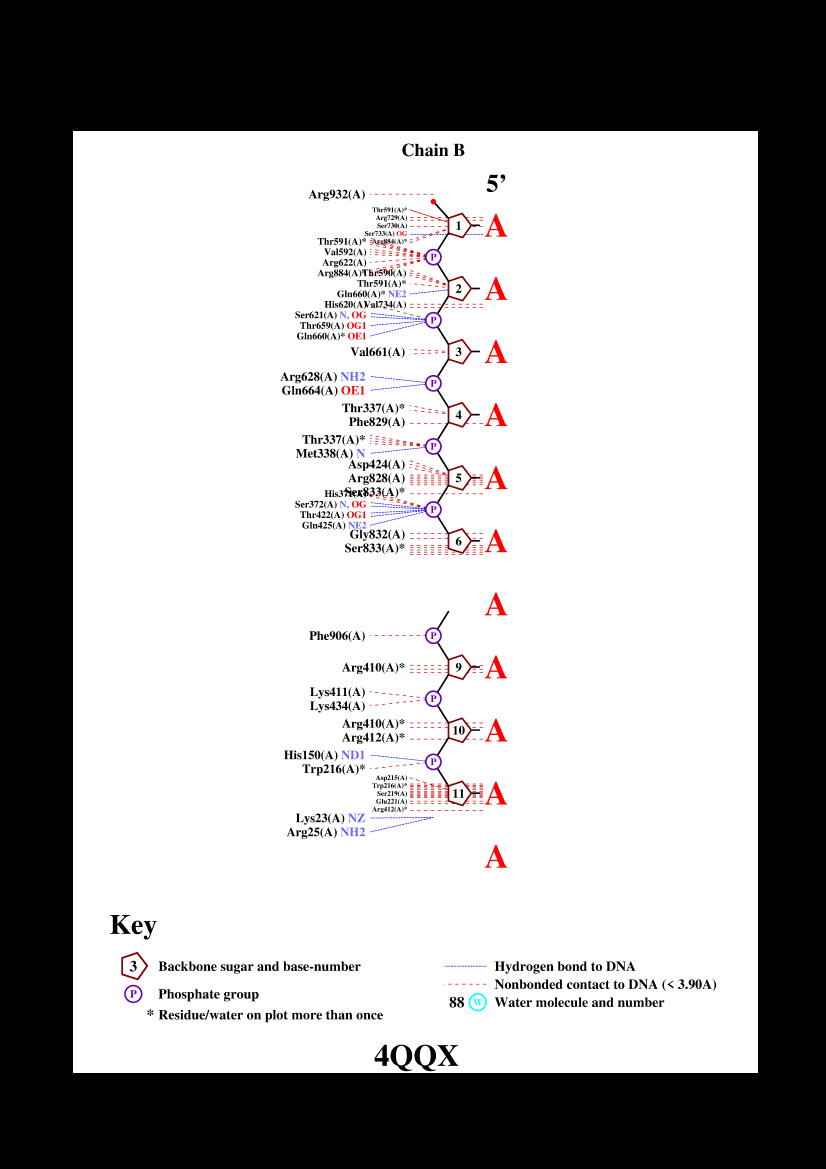 Chain B
5’
Arg932(A)
Thr591(A)*
Arg729(A)
Ser730(A)
1 A
Ser733(A) OG
Arg884(A)*
Thr591(A)*
Val592(A)
P
Arg622(A)
Arg884(A)*
Thr590(A)
Thr591(A)*
2 A
Gln660(A)* NE2
His620(A)
Val734(A)
Ser621(A) N, OG
P
Thr659(A) OG1
Gln660(A)* OE1
Val661(A) 3 A
Arg628(A) NH2
P
Gln664(A) OE1
Thr337(A)*
4 A
Phe829(A)
Thr337(A)*
P
Met338(A) N
Asp424(A)
Arg828(A) 5 A
Ser833(A)*
Ser372(A) N, OG
P
Thr422(A) OG1
Gln425(A) NE2
Gly832(A)
6 A
Ser833(A)*
A
Phe906(A) P
Arg410(A)* 9 A
Lys411(A)
P
Lys434(A)
Arg410(A)*
10 A
Arg412(A)*
His150(A) ND1
P
Trp216(A)*
Asp215(A)
Trp216(A)*
Ser219(A) 11 A
Glu221(A)
Arg412(A)*
Lys23(A) NZ
Arg25(A) NH2
A
Key
3 Backbone sugar and base-number
P Phosphate group
* Residue/water on plot more than once
Hydrogen bond to DNA
Nonbonded contact to DNA (< 3.90A)
88 W Water molecule and number
4QQX